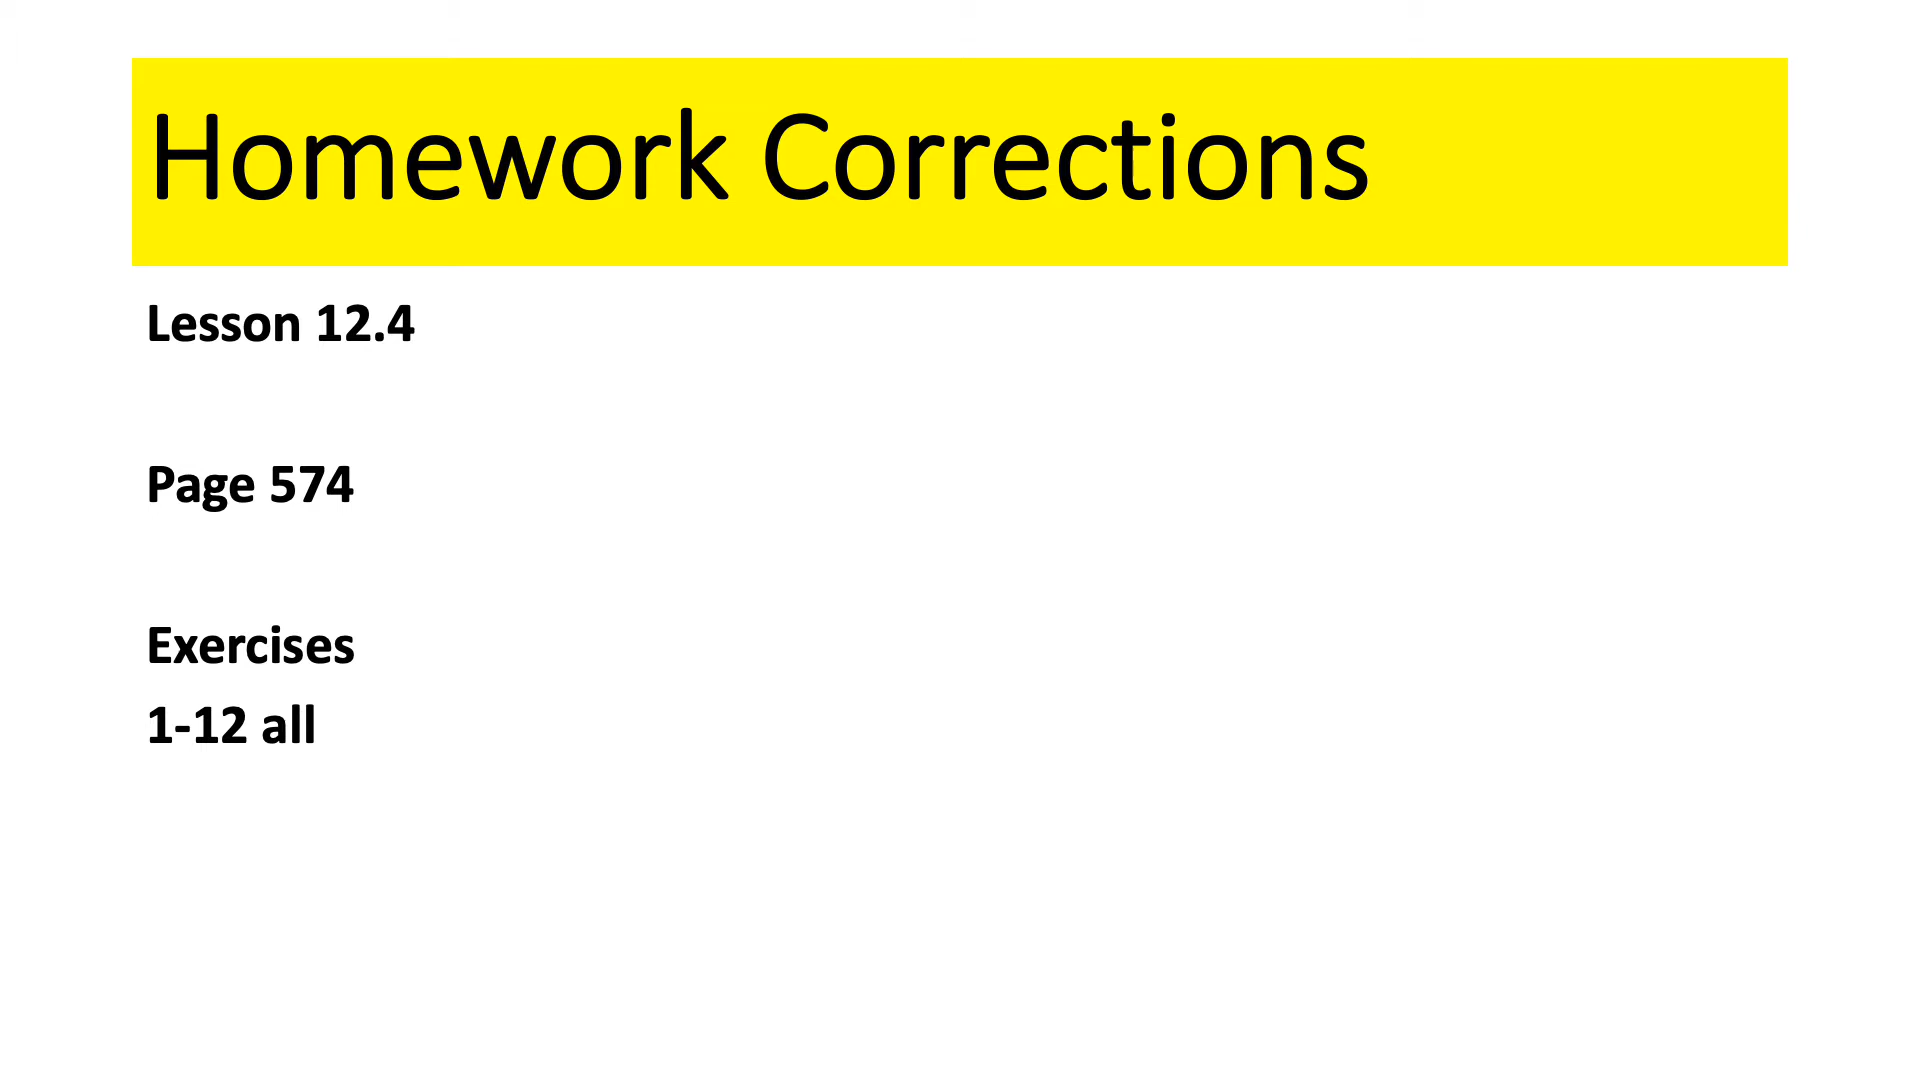 Homework Corrections
Lesson 12.4
Page 574
Exercises
1-12 all